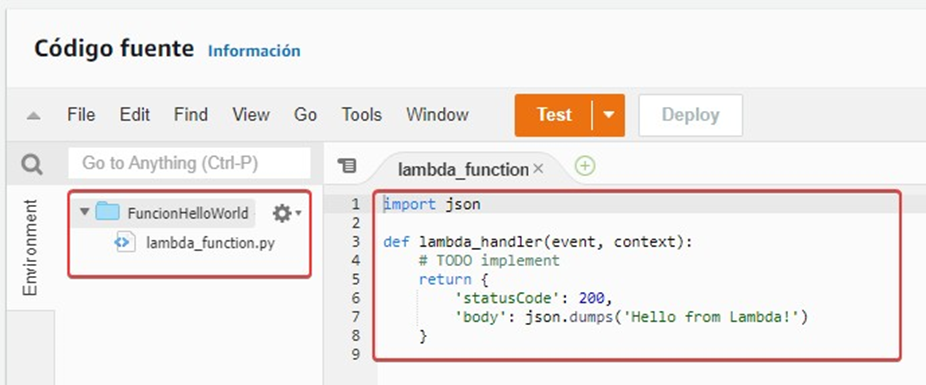 Código fuente Información
File Edit Find View Go Tools Window Test Deploy
Go to Anything (Ctrl-P)
lambda_function
Environment
FuncionHelloWorld
lambda_function.py
1 import json
2
3 def lambda_handler(event, context):
4     # TODO implement
5     return {
6         'statusCode': 200,
7         'body': json.dumps('Hello from Lambda!')
8     }
9